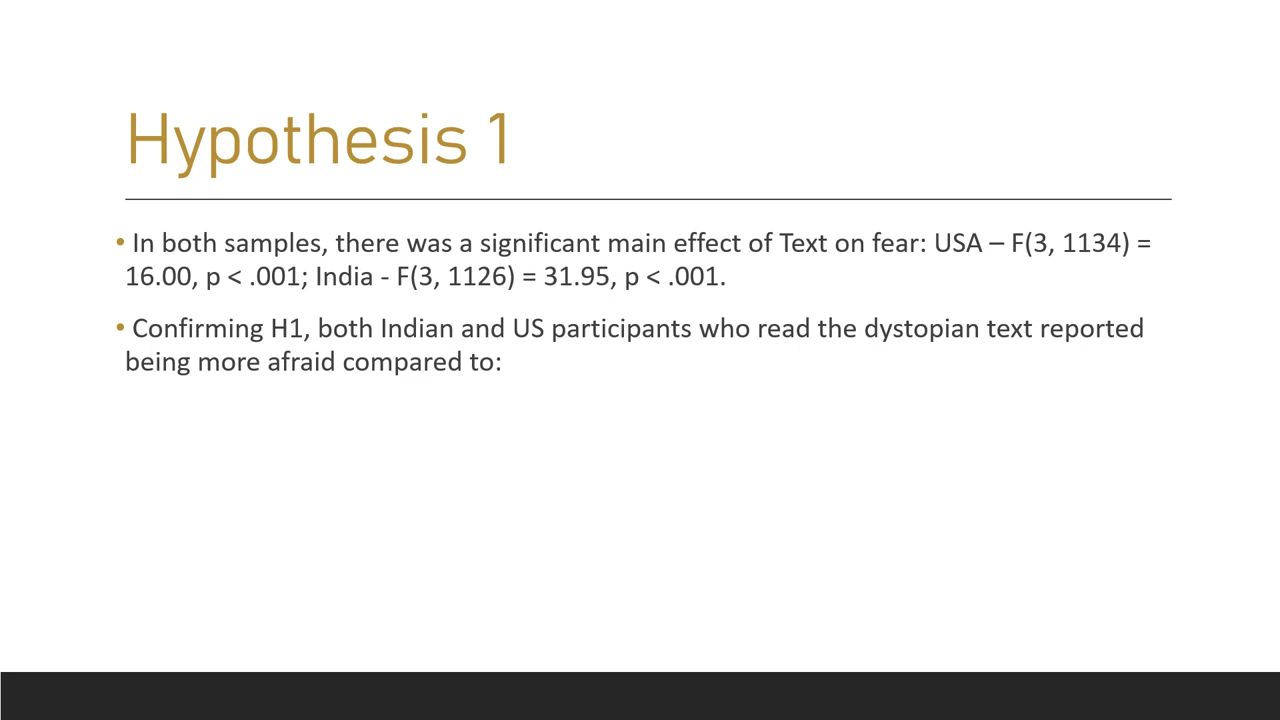 Hypothesis 1
• In both samples, there was a significant main effect of Text on fear: USA – F(3, 1134) =
16.00, p < .001; India - F(3, 1126) = 31.95, p < .001.
• Confirming H1, both Indian and US participants who read the dystopian text reported
being more afraid compared to: